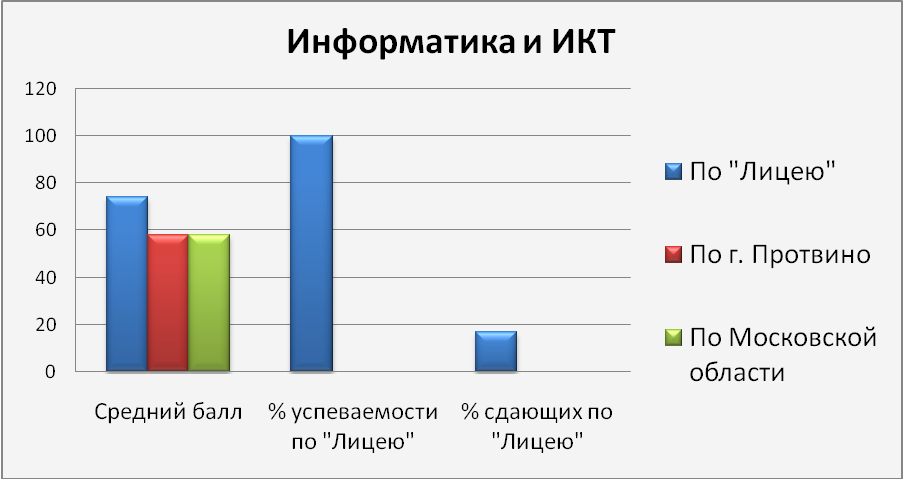 Информатика и ИКТ
120
100
80
60
40
20
0
Средний балл
% успеваемости
по "Лицею"
% сдающих по
"Лицею"
По "Лицею"
По г. Протвино
По Московской
области